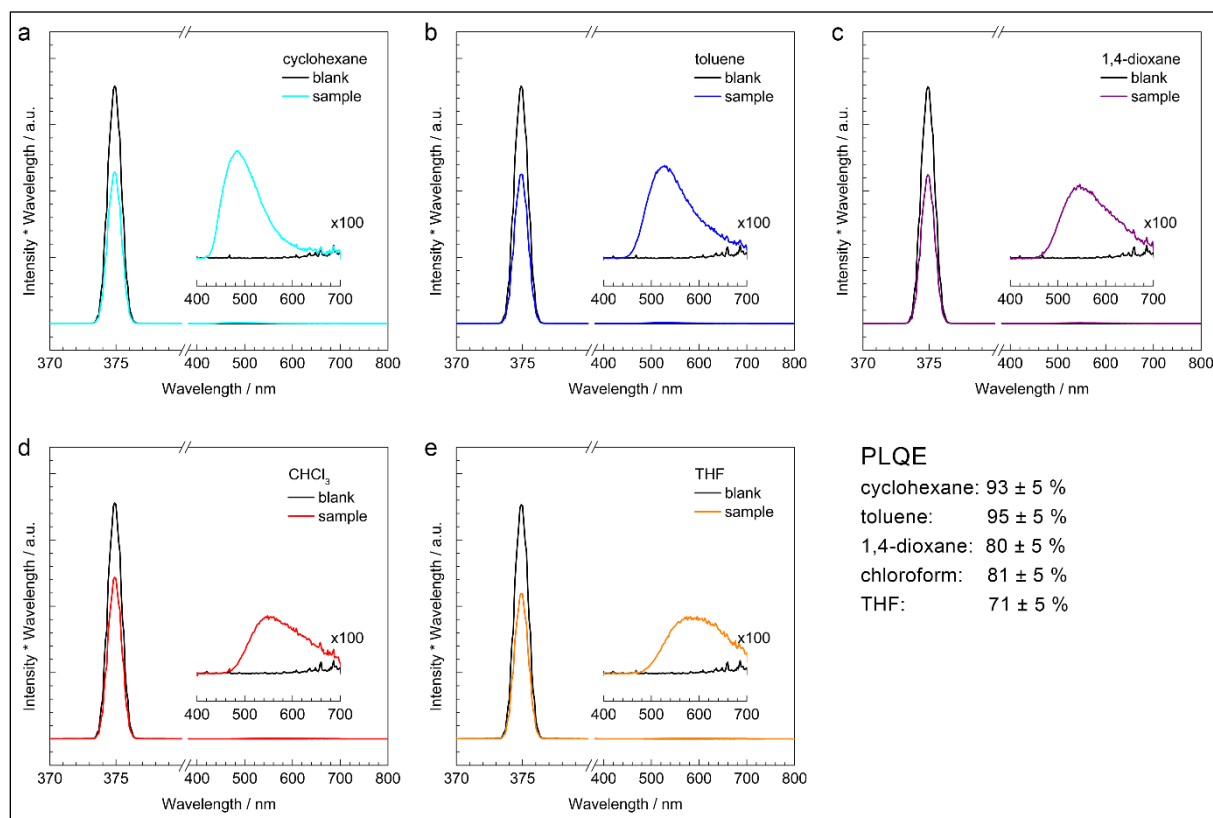 a
cyclohexane
blank
sample
x100
400 500 600 700
370 375 400 500 600 700 800
Wavelength / nm
Intensity * Wavelength / a.u.
b
toluene
blank
sample
x100
400 500 600 700
370 375 400 500 600 700 800
Wavelength / nm
Intensity * Wavelength / a.u.
c
1,4-dioxane
blank
sample
x100
400 500 600 700
370 375 400 500 600 700 800
Wavelength / nm
Intensity * Wavelength / a.u.
d
CHCl₃
blank
sample
x100
400 500 600 700
370 375 400 500 600 700 800
Wavelength / nm
Intensity * Wavelength / a.u.
e
THF
blank
sample
x100
400 500 600 700
370 375 400 500 600 700 800
Wavelength / nm
Intensity * Wavelength / a.u.
PLQE
cyclohexane: 93 ± 5 %
toluene: 95 ± 5 %
1,4-dioxane: 80 ± 5 %
chloroform: 81 ± 5 %
THF: 71 ± 5 %